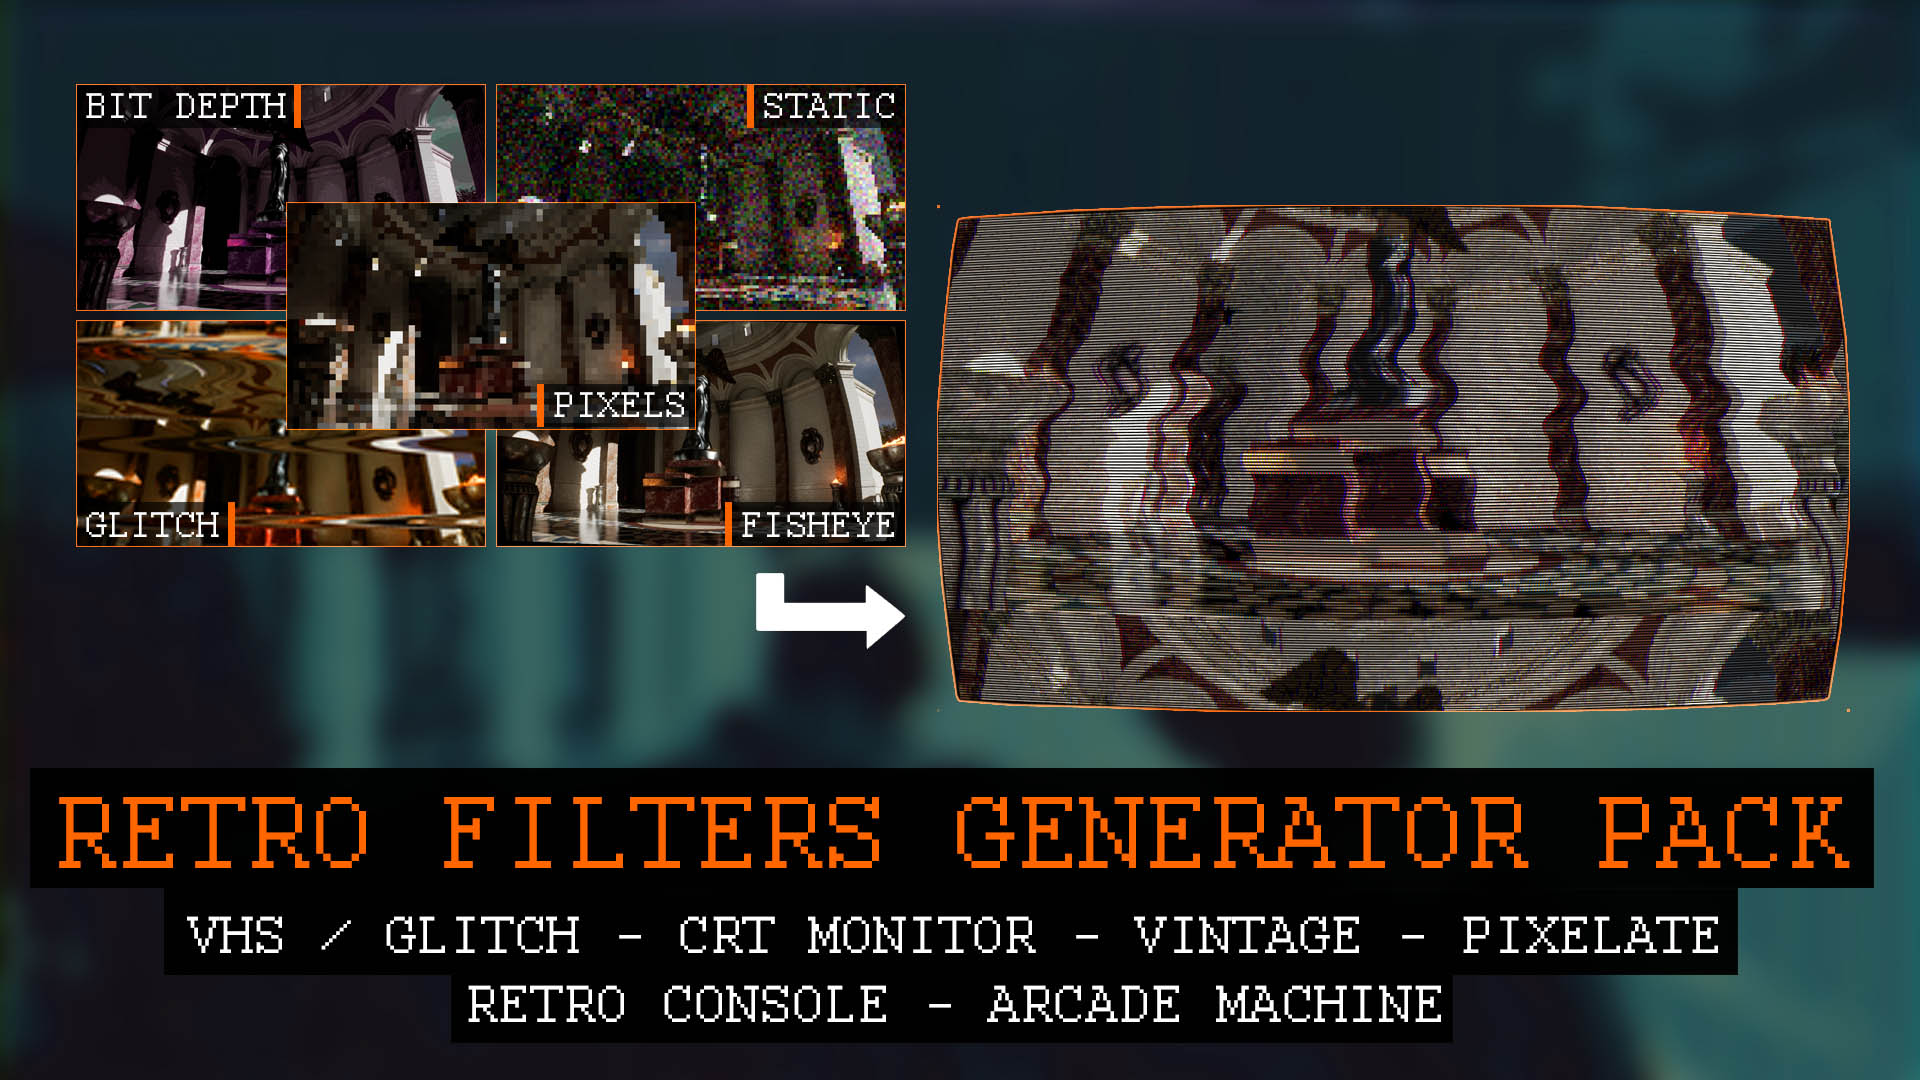 BIT DEPTH
STATIC
PIXELS
GLITCH
FISHEYE
RETRO FILTERS GENERATOR PACK
VHS / GLITCH - CRT MONITOR - VINTAGE - PIXELATE
RETRO CONSOLE - ARCADE MACHINE